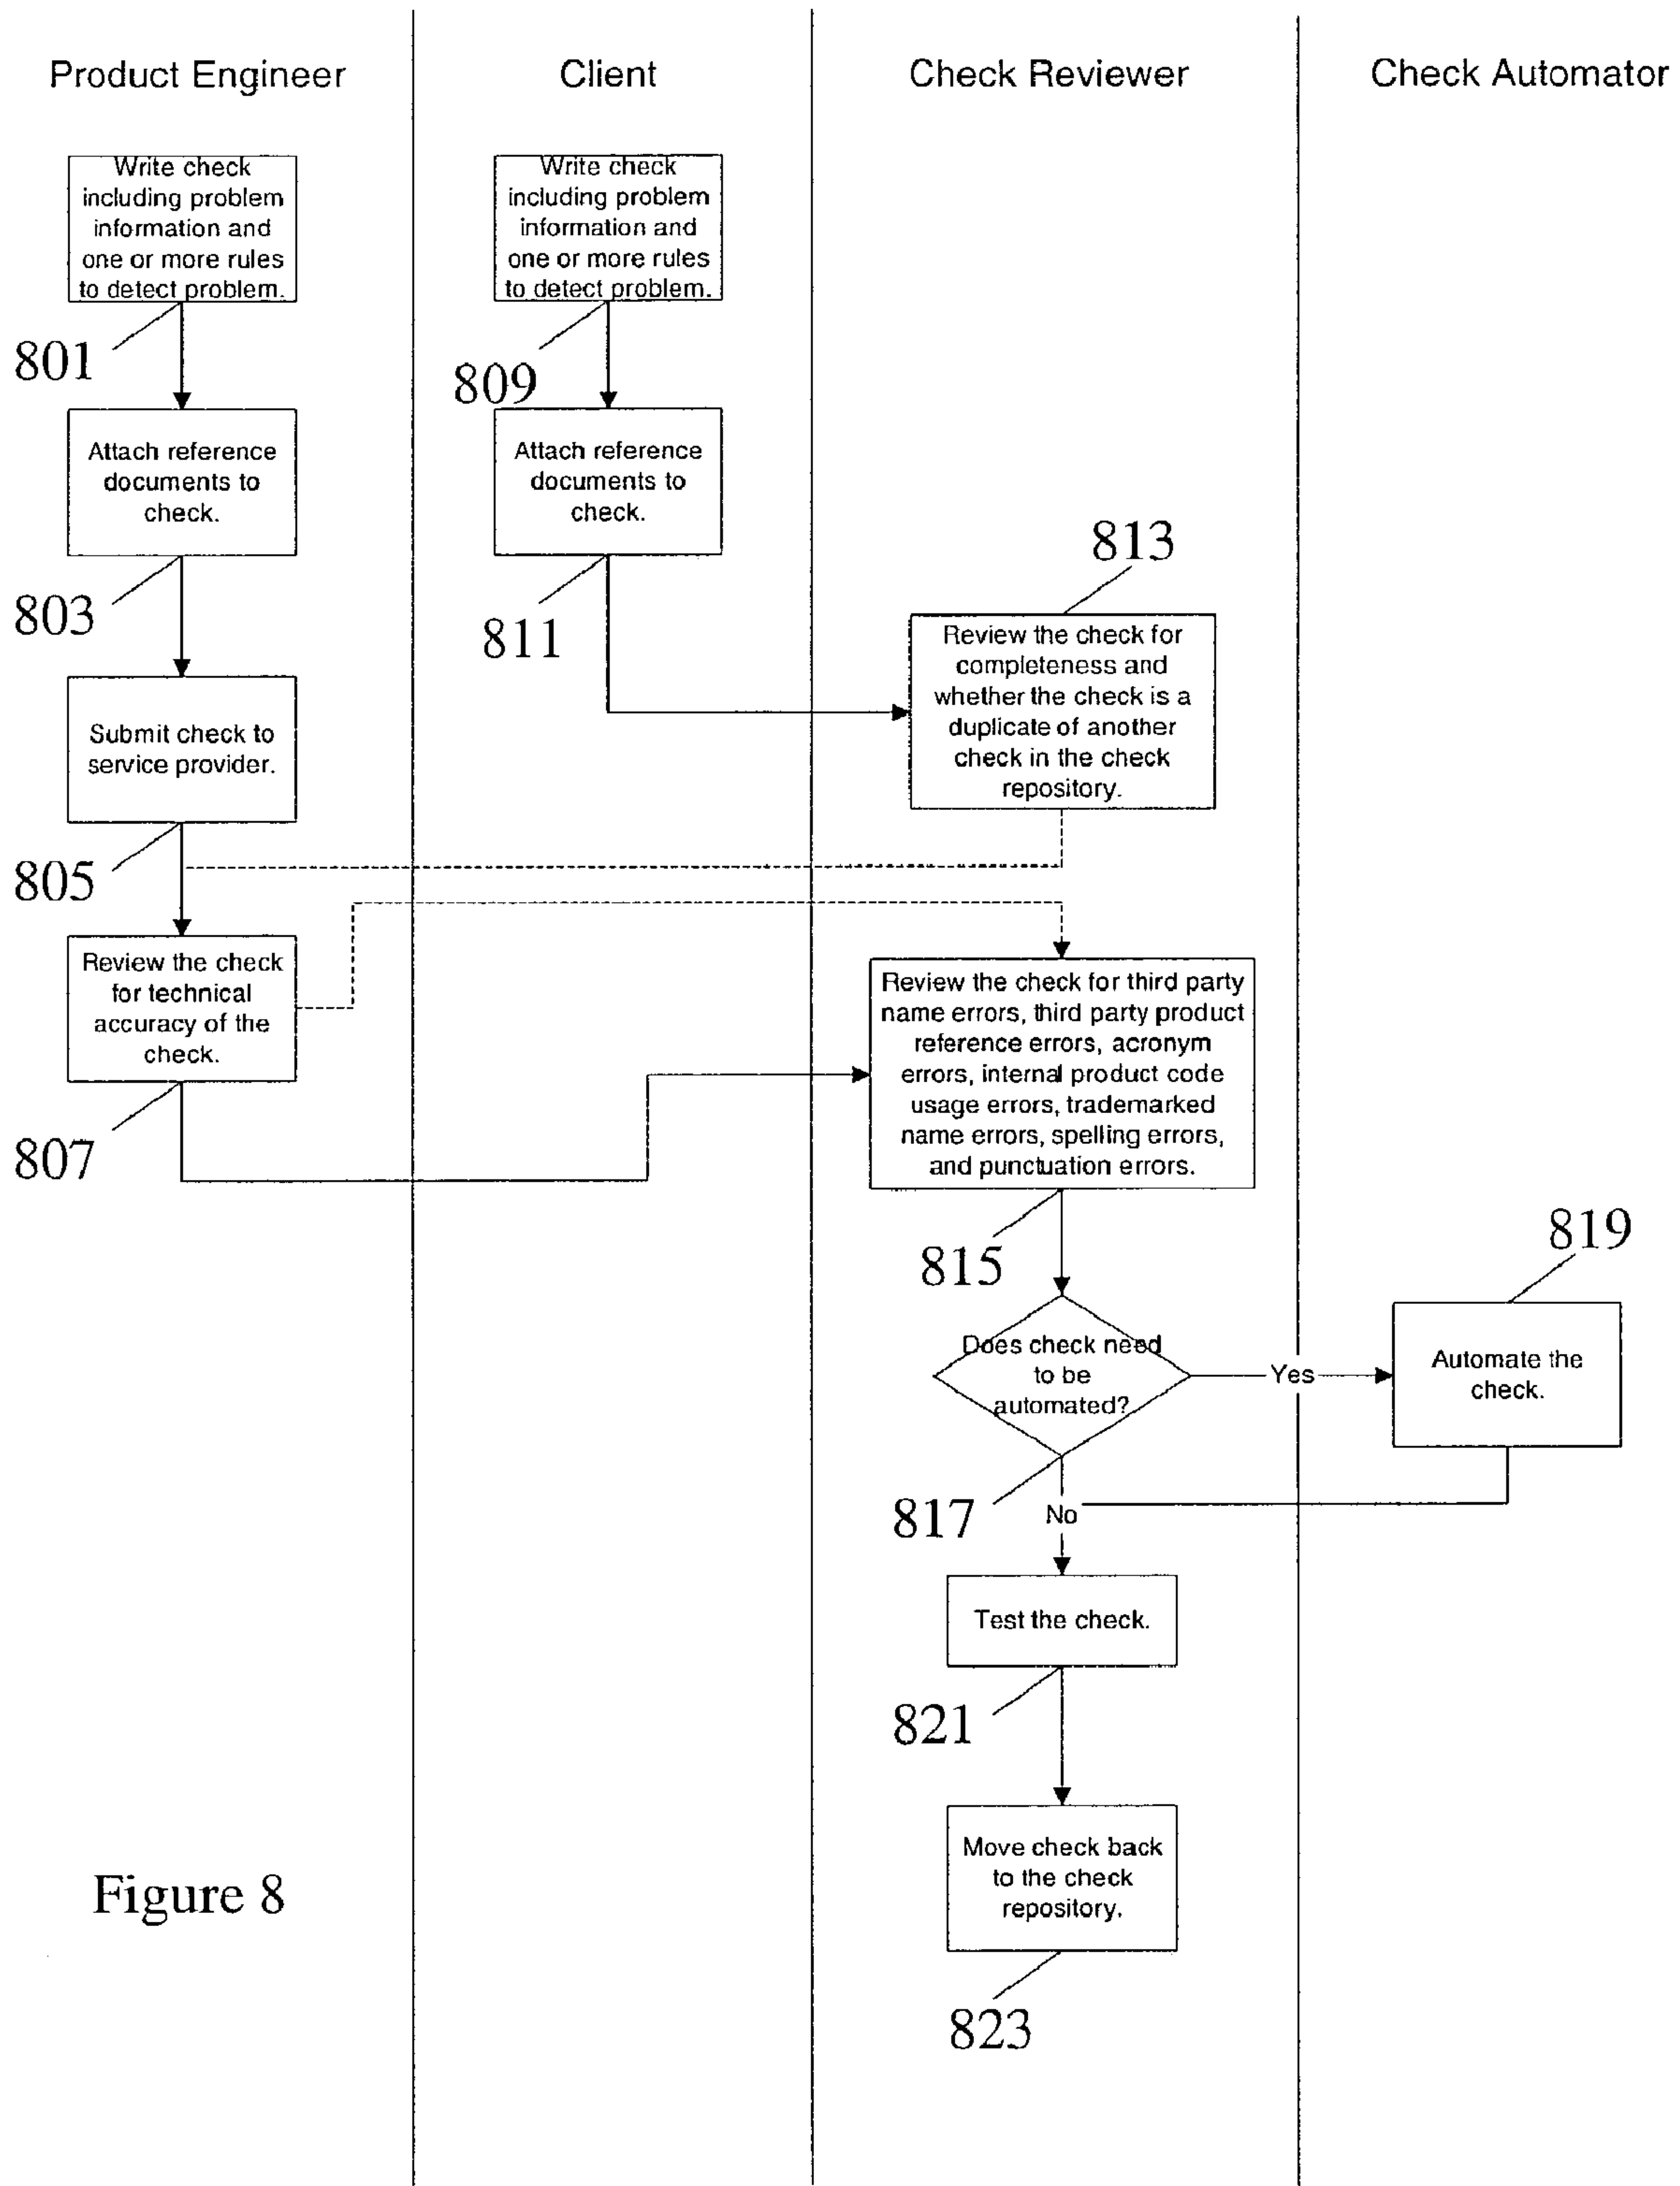 Product Engineer
Client
Check Reviewer
Check Automator
Write check
including problem
information and
one or more rules
to detect problem.
801
Write check
including problem
information and
one or more rules
to detect problem.
809
Attach reference
documents to
check.
803
Attach reference
documents to
check.
811
813
Review the check for
completeness and
whether the check is a
duplicate of another
check in the check
repository.
Submit check to
service provider.
805
Review the check
for technical
accuracy of the
check.
807
Review the check for third party
name errors, third party product
reference errors, acronym
errors, internal product code
usage errors, trademarked
name errors, spelling errors,
and punctuation errors.
815
819
Does check need
to be
automated?
Yes
Automate the
check.
817
No
Test the check.
821
Move check back
to the check
repository.
823
Figure 8